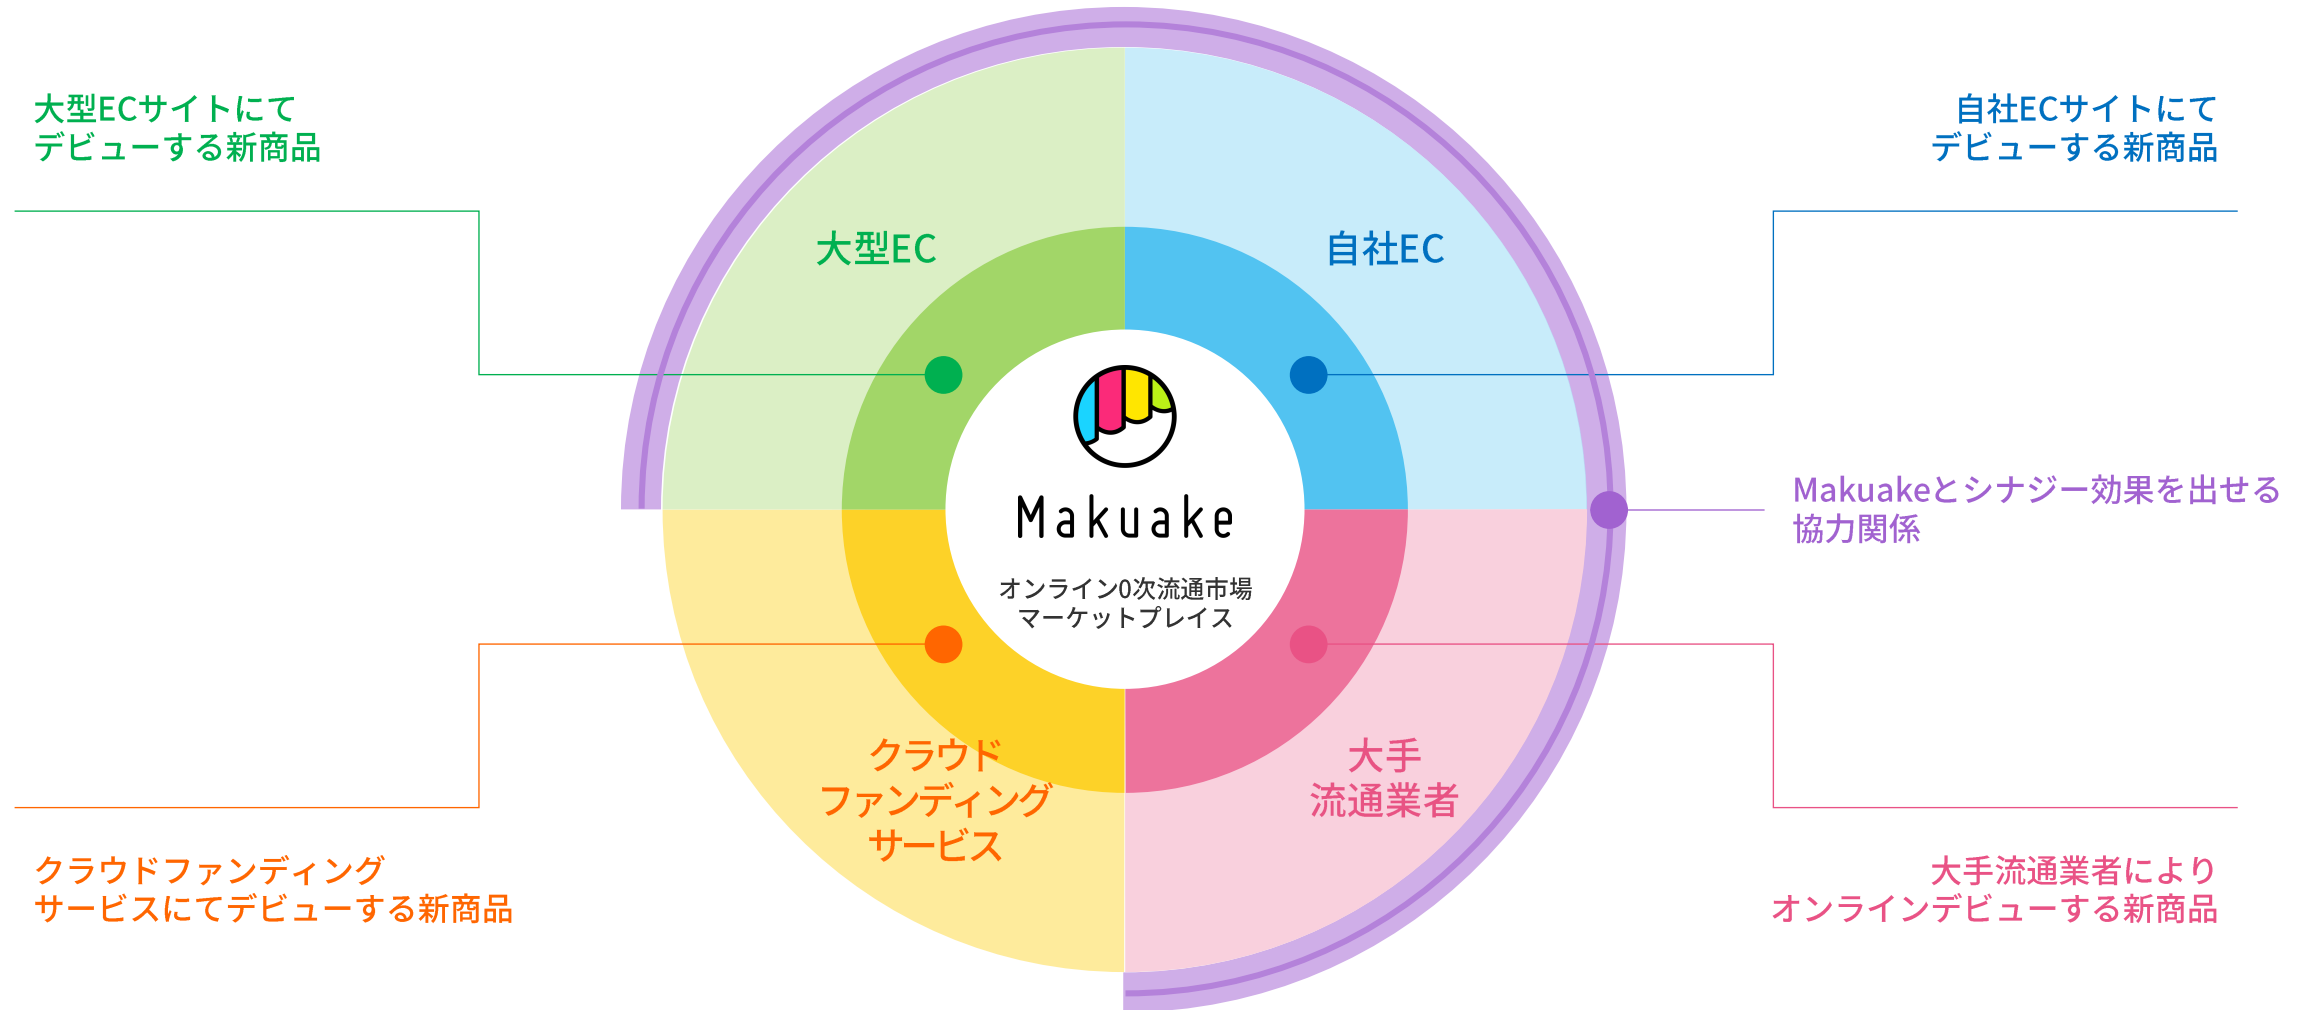 大型ECサイトにて
デビューする新商品
自社ECサイトにて
デビューする新商品
大型EC
自社EC
Makuake
オンライン0次流通市場
マーケットプレイス
Makuakeとシナジー効果を出せる
協力関係
クラウド
ファンディング
サービス
大手
流通業者
クラウドファンディング
サービスにてデビューする新商品
大手流通業者により
オンラインデビューする新商品